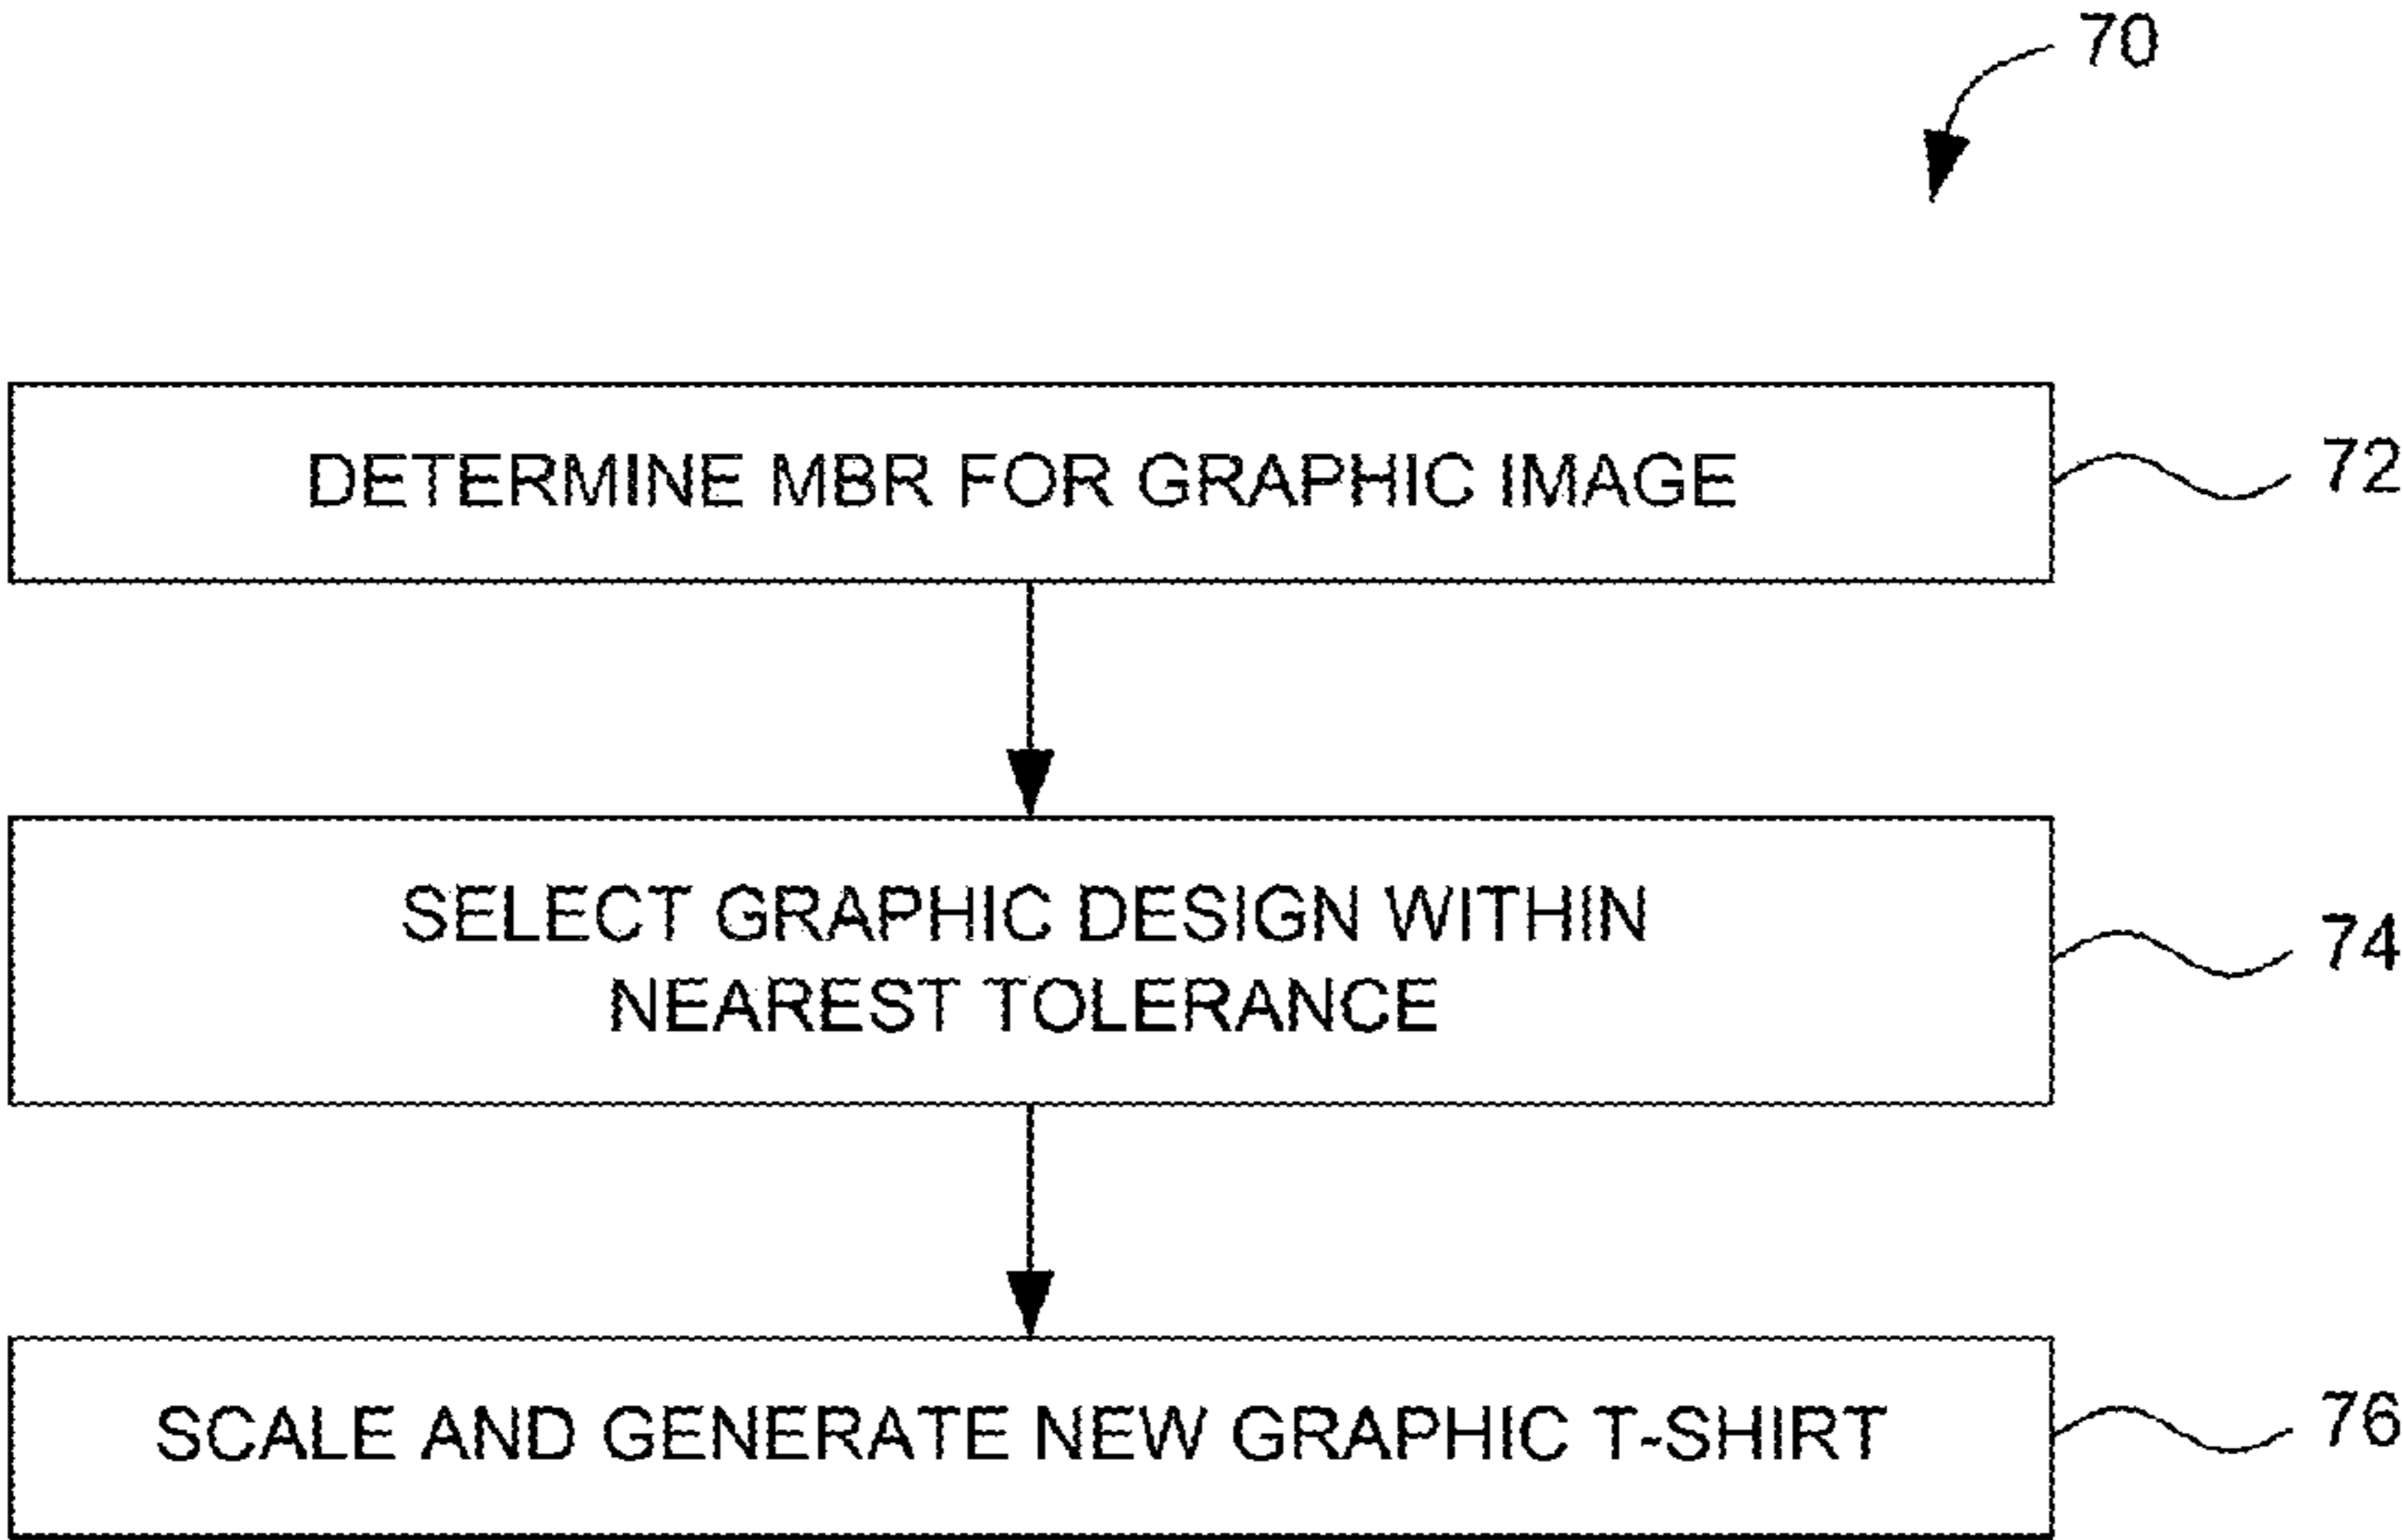 70
DETERMINE MBR FOR GRAPHIC IMAGE
72
SELECT GRAPHIC DESIGN WITHIN
NEAREST TOLERANCE
74
SCALE AND GENERATE NEW GRAPHIC T-SHIRT
76